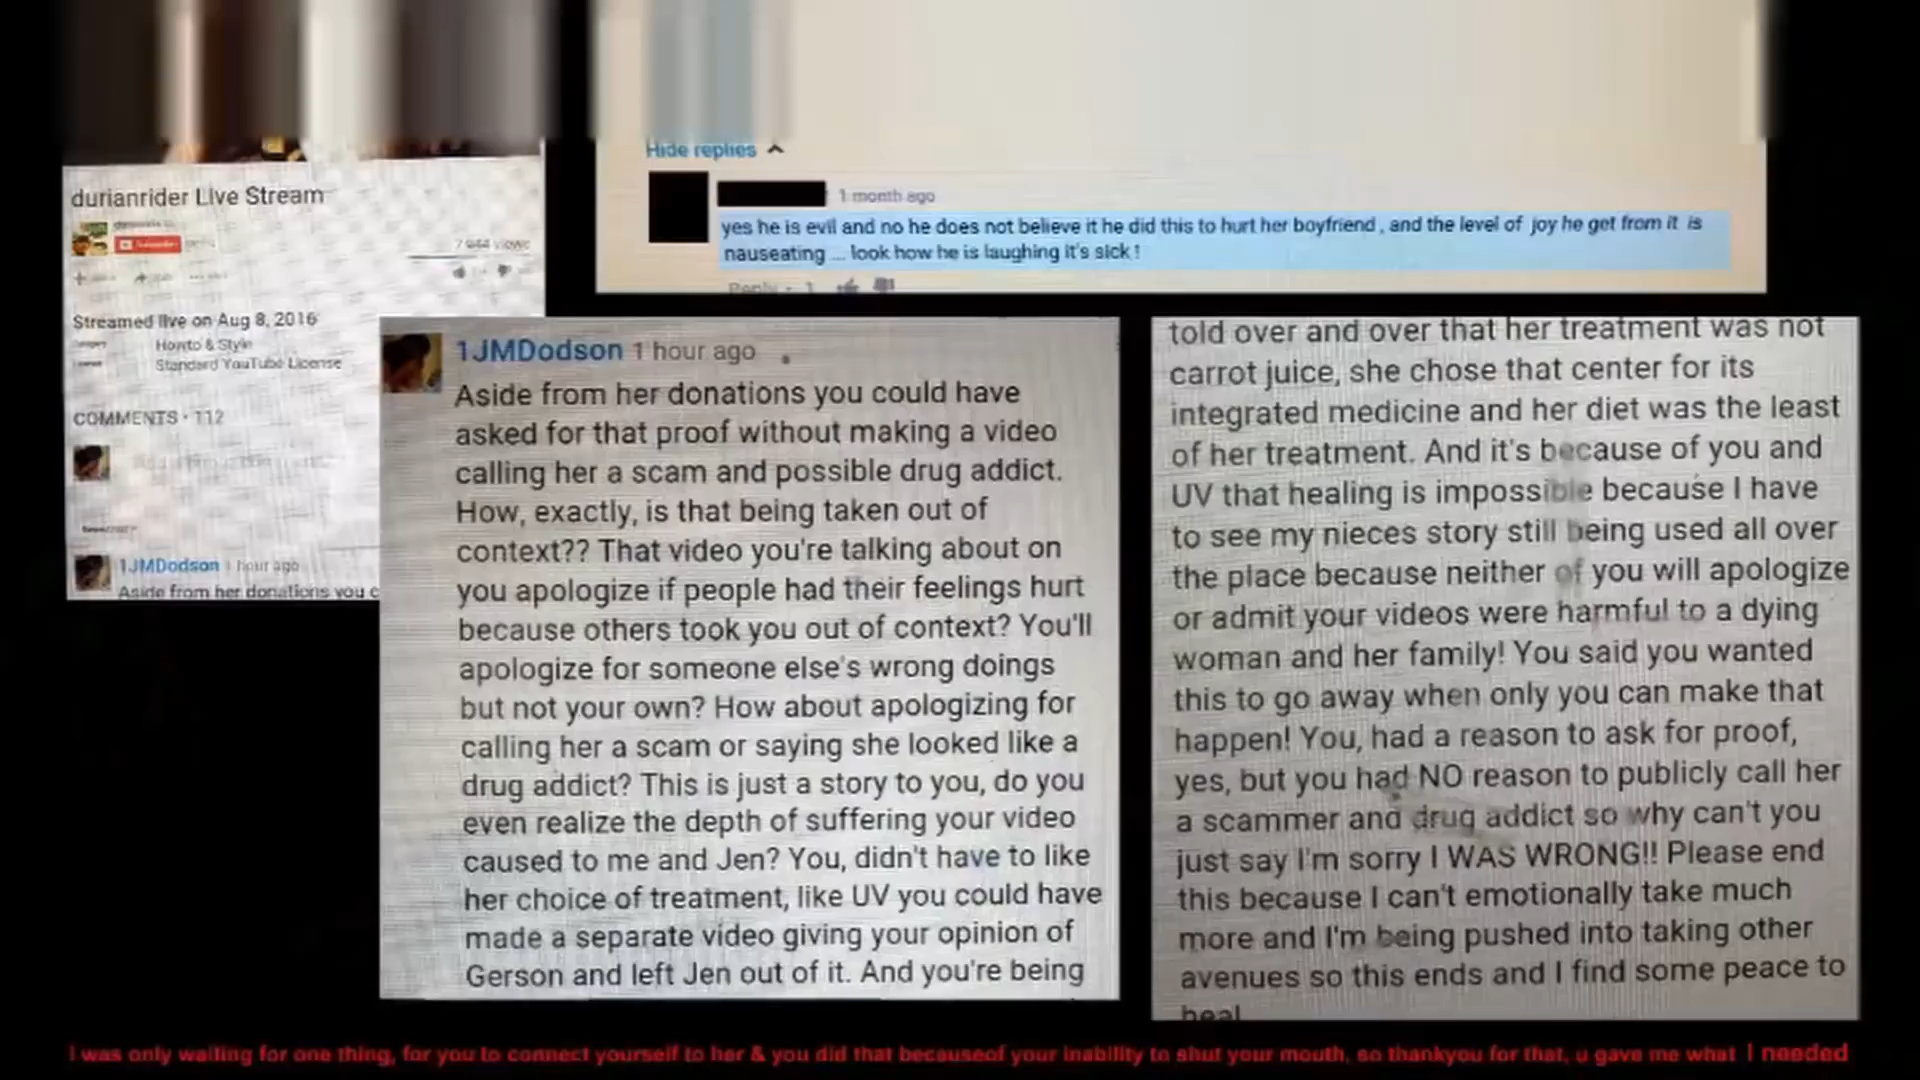 durianrider Live Stream
7 944 views
Streamed live on Aug 8, 2016
Howto & Style
Standard YouTube License
COMMENTS · 112
1JMDodson 1 hour ago
Aside from her donations you c
Hide replies
1 month ago
yes he is evil and no he does not believe it he did this to hurt her boyfriend , and the level of joy he get from it is
nauseating ... look how he is laughing it's sick !
Reply · 1
1JMDodson 1 hour ago
Aside from her donations you could have
asked for that proof without making a video
calling her a scam and possible drug addict.
How, exactly, is that being taken out of
context?? That video you're talking about on
you apologize if people had their feelings hurt
because others took you out of context? You'll
apologize for someone else's wrong doings
but not your own? How about apologizing for
calling her a scam or saying she looked like a
drug addict? This is just a story to you, do you
even realize the depth of suffering your video
caused to me and Jen? You, didn't have to like
her choice of treatment, like UV you could have
made a separate video giving your opinion of
Gerson and left Jen out of it. And you're being
told over and over that her treatment was not
carrot juice, she chose that center for its
integrated medicine and her diet was the least
of her treatment. And it's because of you and
UV that healing is impossible because I have
to see my nieces story still being used all over
the place because neither of you will apologize
or admit your videos were harmful to a dying
woman and her family! You said you wanted
this to go away when only you can make that
happen! You, had a reason to ask for proof,
yes, but you had NO reason to publicly call her
a scammer and drug addict so why can't you
just say I'm sorry I WAS WRONG!! Please end
this because I can't emotionally take much
more and I'm being pushed into taking other
avenues so this ends and I find some peace to
heal
I was only waiting for one thing, for you to connect yourself to her & you did that becauseof your inability to shut your mouth, so thankyou for that, u gave me what I needed